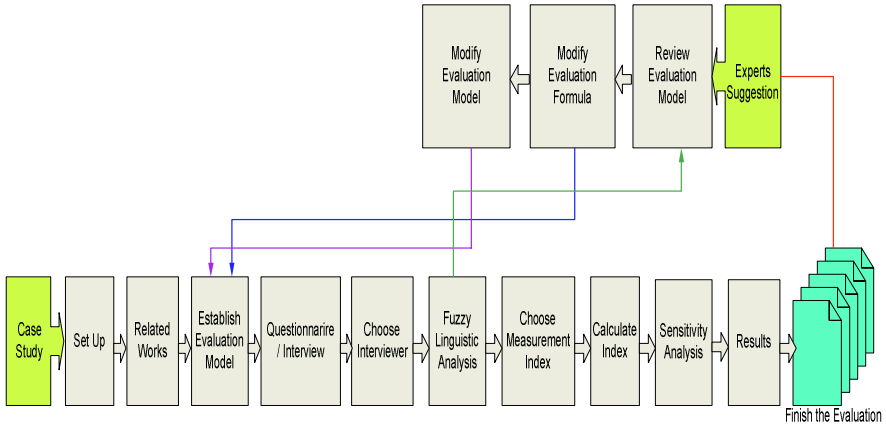 Modify
Evaluation
Model
Modify
Evaluation
Formula
Review
Evaluation
Model
Experts
Suggestion
Case
Study
Set Up
Related
Works
Establish
Evaluation
Model
Questionnarire
/ Interview
Choose
Interviewer
Fuzzy
Linguistic
Analysis
Choose
Measurement
Index
Calculate
Index
Sensitivity
Analysis
Results
Finish the Evaluation